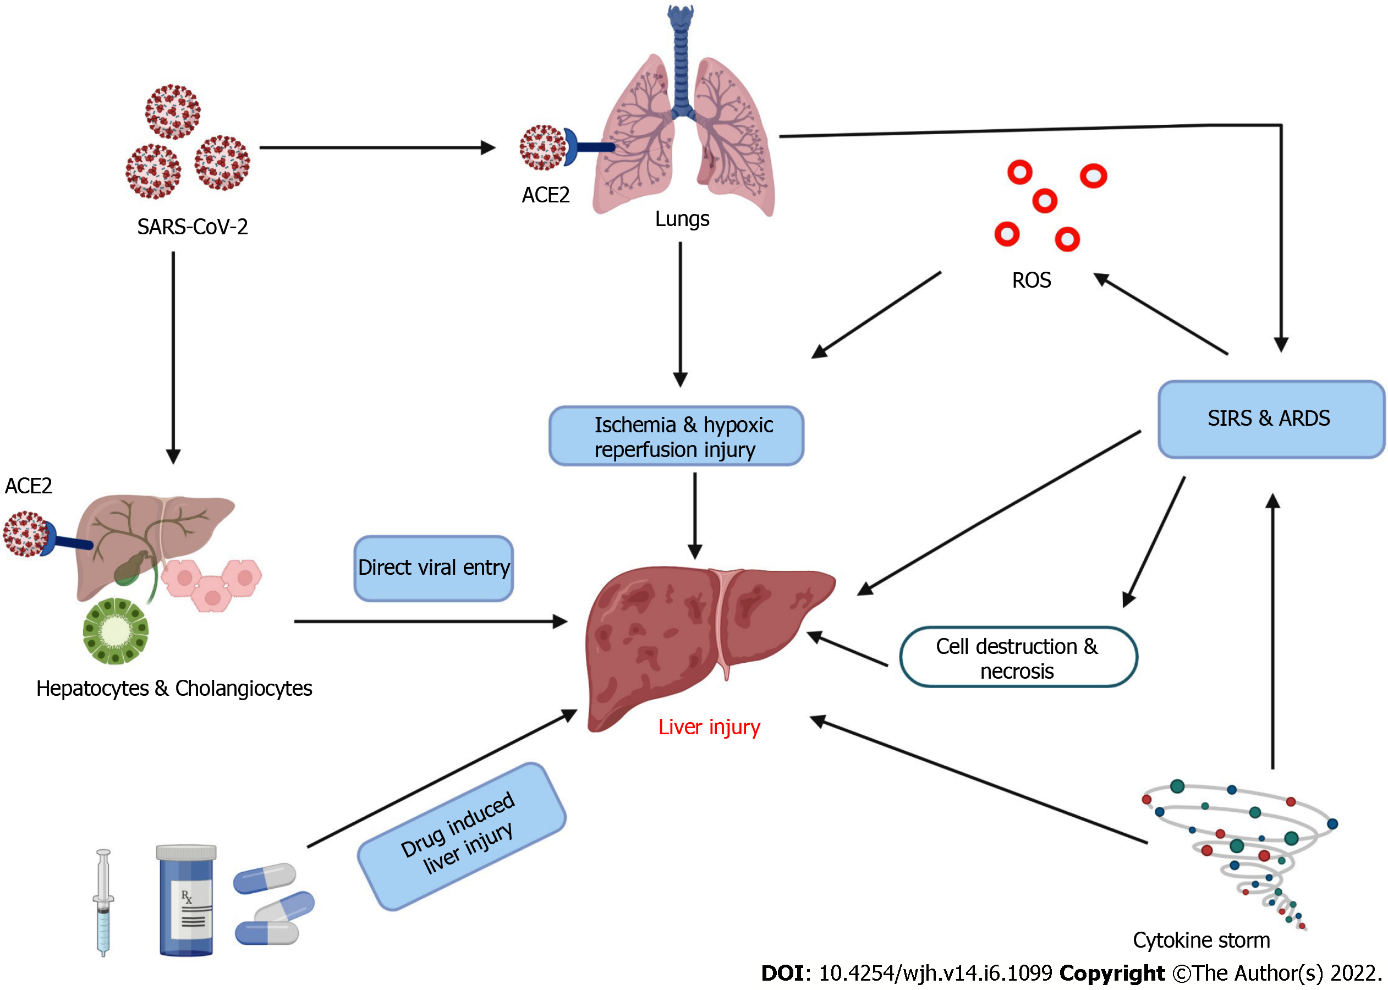 ACE2
SARS-CoV-2
Lungs
ROS
Ischemia & hypoxic
reperfusion injury
SIRS & ARDS
ACE2
Direct viral entry
Cell destruction &
necrosis
Hepatocytes & Cholangiocytes
Liver injury
Drug induced
liver injury
Rx
Cytokine storm
DOI: 10.4254/wjh.v14.i6.1099 Copyright ©The Author(s) 2022.